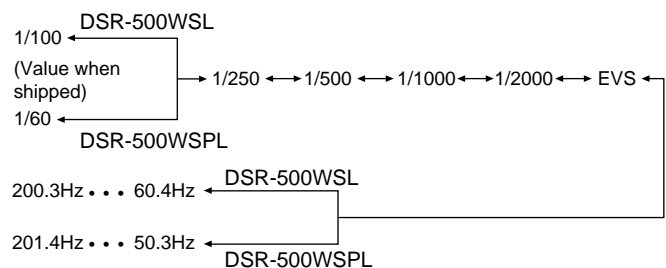 DSR-500WSL
1/100
(Value when
shipped)
1/250 1/500 1/1000 1/2000 EVS
1/60
DSR-500WSPL
DSR-500WSL
200.3Hz • • • 60.4Hz
201.4Hz • • • 50.3Hz
DSR-500WSPL